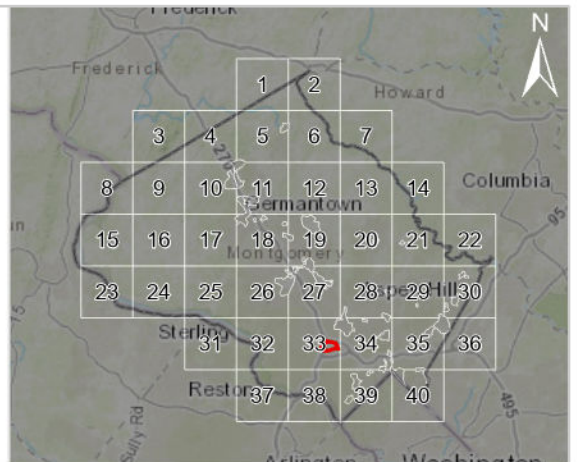 Frederick
N
Frederick
1 2
Howard
3 4 5 6 7
270
8 9 10 11 12 13 14
Columbia
Germantown
95
15 16 17 18 19 20 21 22
Montgomery
23 24 25 26 27 28 29 30
Aspen Hill
15
Sterling
31 32 33 34 35 36
Reston
37 38 39 40
495
Sully Rd
Arlington
Washington